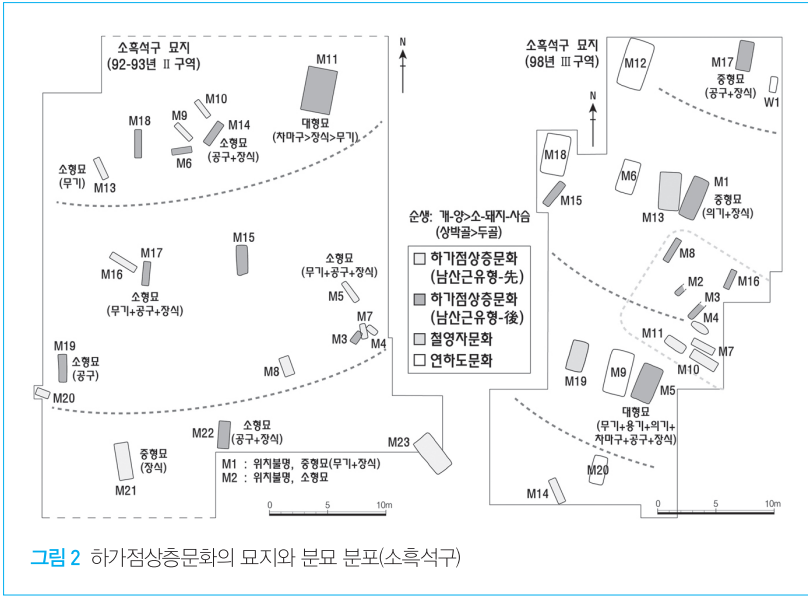 소흑석구 묘지
(92-93년 Ⅱ 구역)
N
M11
대형묘
(차마구>장식>무기)
M10
M9
M18
M14
소형묘
(공구+장식)
M6
소형묘
(무기)
M13
M17
M16
소형묘
(무기+공구+장식)
M15
소형묘
(무기+공구+장식)
M5
M7
M3
M4
M8
M19
소형묘
(공구)
M20
M22
소형묘
(공구+장식)
M23
중형묘
(장식)
M21
M1 : 위치불명, 중형묘(무기+장식)
M2 : 위치불명, 소형묘
0 5 10m
소흑석구 묘지
(98년 Ⅲ구역)
N
M12
M17
중형묘
(공구+장식)
W1
M18
M15
M6
M13
M1
중형묘
(의기+장식)
순생: 개-양>소-돼지-사슴
(상박골>두골)
하가점상층문화
(남산근유형-先)
하가점상층문화
(남산근유형-後)
철영자문화
연하도문화
M8
M2
M16
M3
M4
M11
M7
M10
M19
M9
M5
대형묘
(무기+용기+의기+
차마구+공구+장식)
M20
M14
0 5 10m
그림 2 하가점상층문화의 묘지와 분묘 분포(소흑석구)